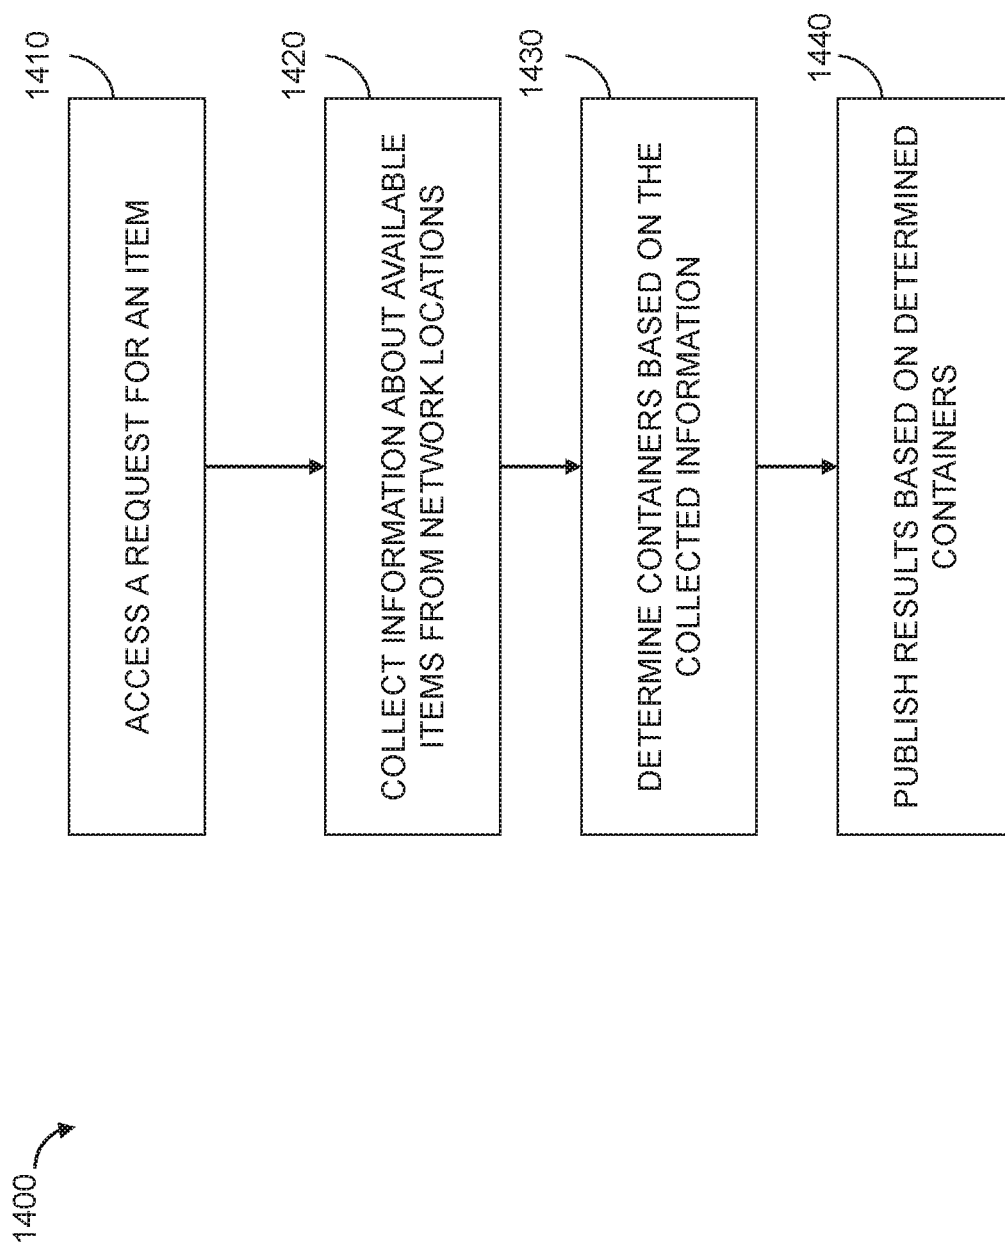 1400
1410
ACCESS A REQUEST FOR AN ITEM
1420
COLLECT INFORMATION ABOUT AVAILABLE
ITEMS FROM NETWORK LOCATIONS
1430
DETERMINE CONTAINERS BASED ON THE
COLLECTED INFORMATION
1440
PUBLISH RESULTS BASED ON DETERMINED
CONTAINERS